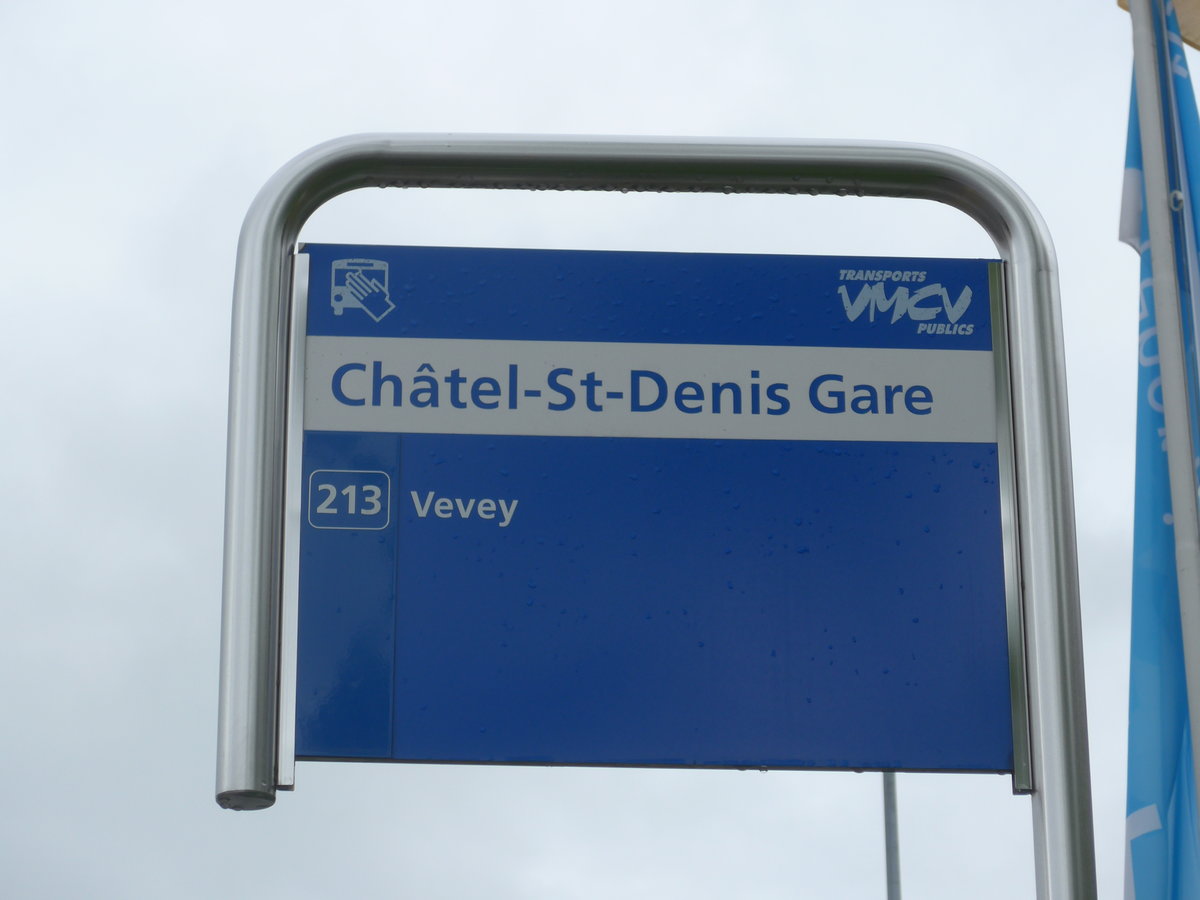 TRANSPORTS
VMCV
PUBLICS
Châtel-St-Denis Gare
213 Vevey